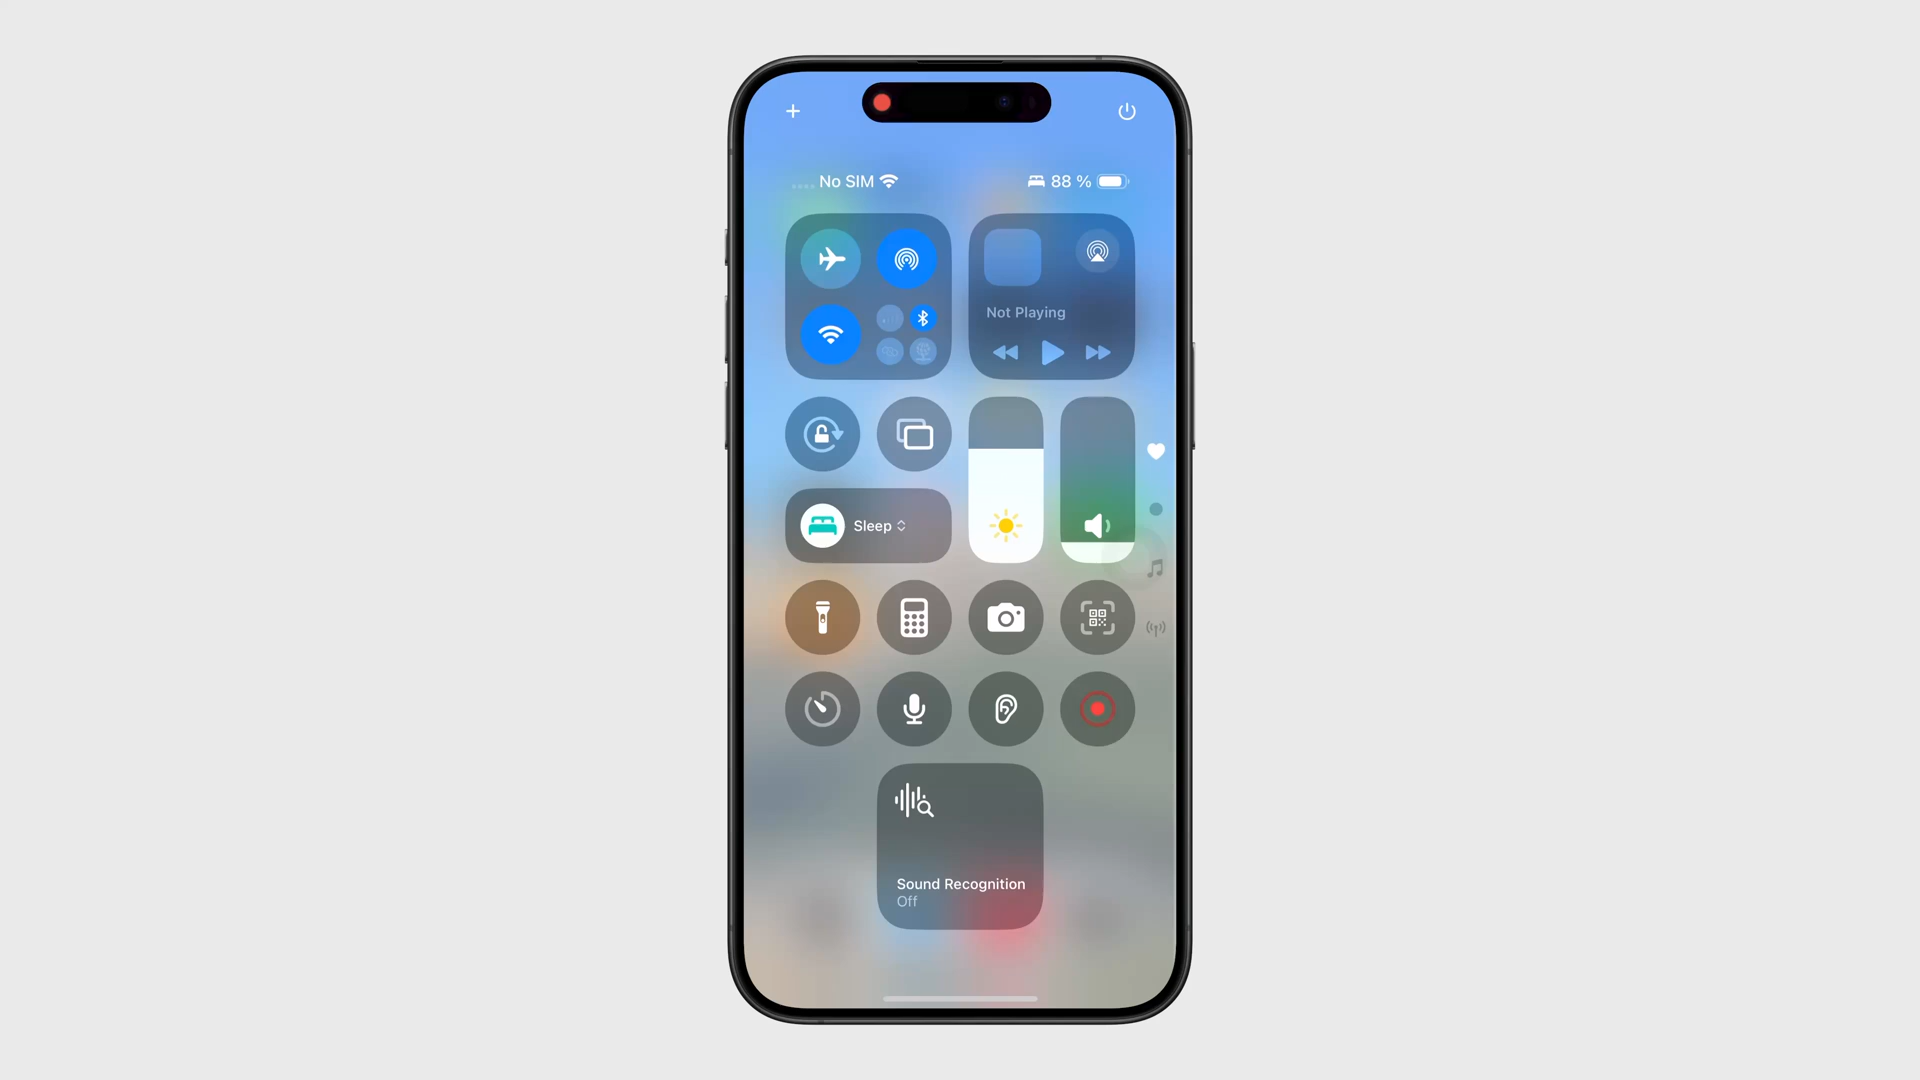 No SIM
88 %
Not Playing
Sleep
Sound Recognition
Off